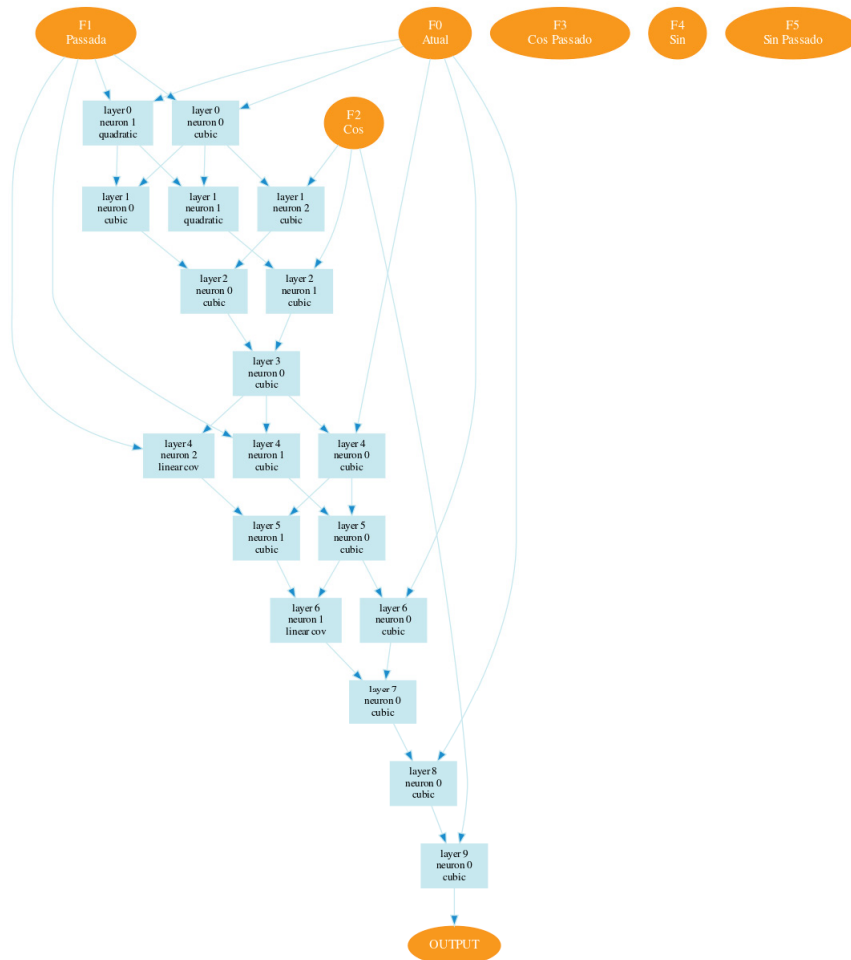 F1
Passada
F0
Atual
F3
Cos Passado
F4
Sin
F5
Sin Passado
layer 0
neuron 1
quadratic
layer 0
neuron 0
cubic
F2
Cos
layer 1
neuron 0
cubic
layer 1
neuron 1
quadratic
layer 1
neuron 2
cubic
layer 2
neuron 0
cubic
layer 2
neuron 1
cubic
layer 3
neuron 0
cubic
layer 4
neuron 2
linear cov
layer 4
neuron 1
cubic
layer 4
neuron 0
cubic
layer 5
neuron 1
cubic
layer 5
neuron 0
cubic
layer 6
neuron 1
linear cov
layer 6
neuron 0
cubic
layer 7
neuron 0
cubic
layer 8
neuron 0
cubic
layer 9
neuron 0
cubic
OUTPUT